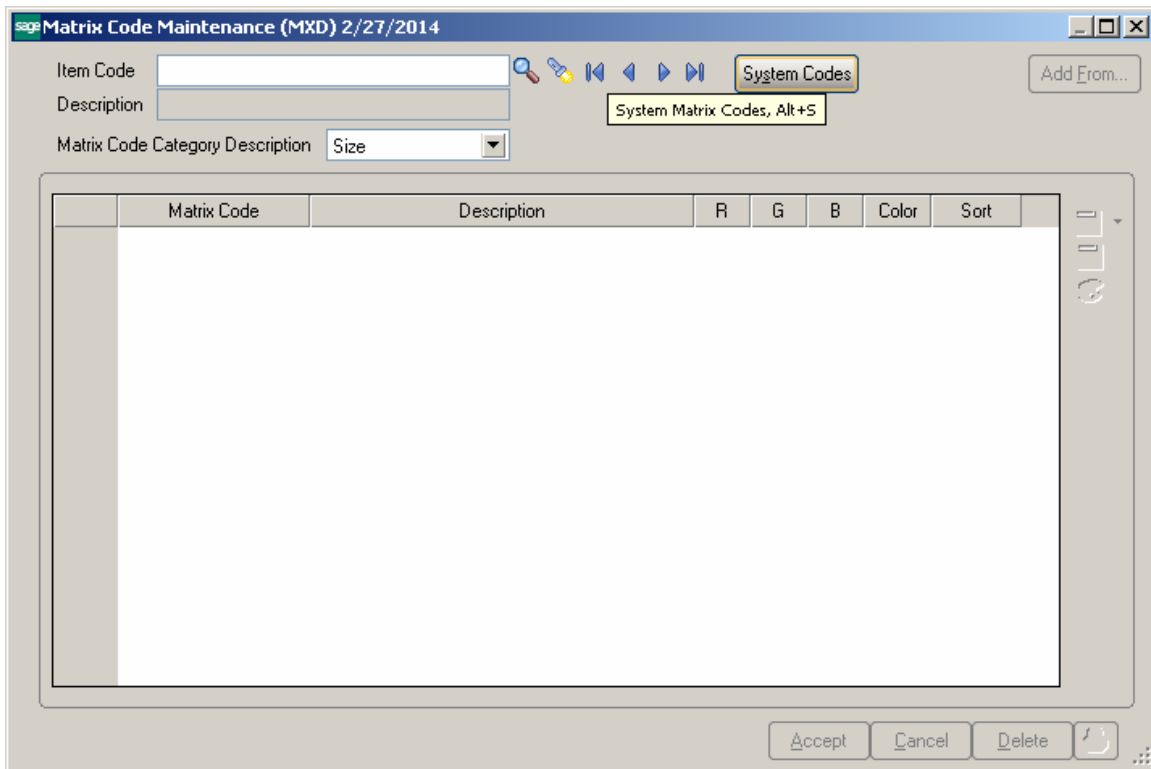 sage Matrix Code Maintenance (MXD) 2/27/2014
Item Code
System Codes
Add From...
Description
System Matrix Codes, Alt+S
Matrix Code Category Description Size
Matrix Code Description R G B Color Sort
Accept Cancel Delete